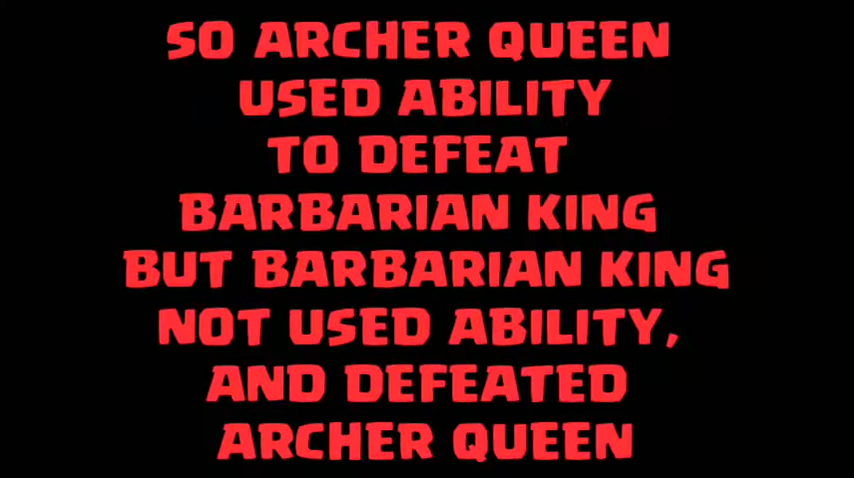 SO ARCHER QUEEN
USED ABILITY
TO DEFEAT
BARBARIAN KING
BUT BARBARIAN KING
NOT USED ABILITY,
AND DEFEATED
ARCHER QUEEN